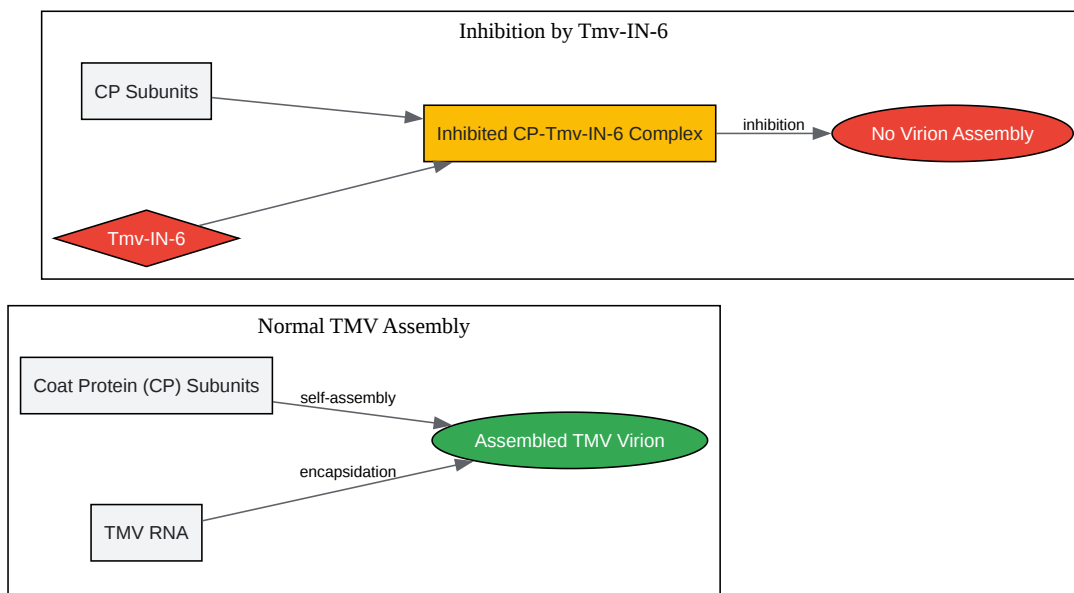 Inhibition by Tmv-IN-6
CP Subunits
Inhibited CP-Tmv-IN-6 Complex
inhibition
No Virion Assembly
Tmv-IN-6
Normal TMV Assembly
Coat Protein (CP) Subunits
self-assembly
Assembled TMV Virion
encapsidation
TMV RNA